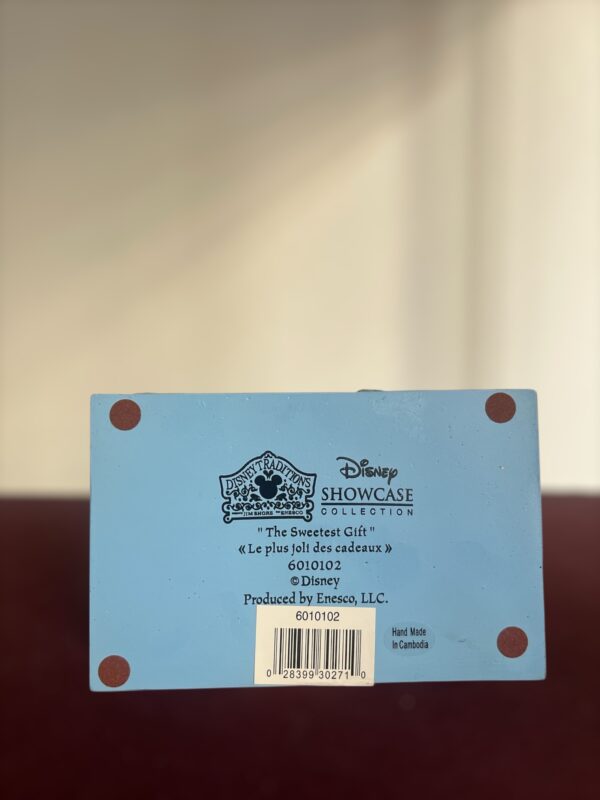 DISNEY TRADITIONS
JIM SHORE ENESCO
Disney
SHOWCASE
COLLECTION
"The Sweetest Gift"
«Le plus joli des cadeaux»
6010102
© Disney
Produced by Enesco, LLC.
6010102
0 28399 30271 0
Hand Made
In Cambodia